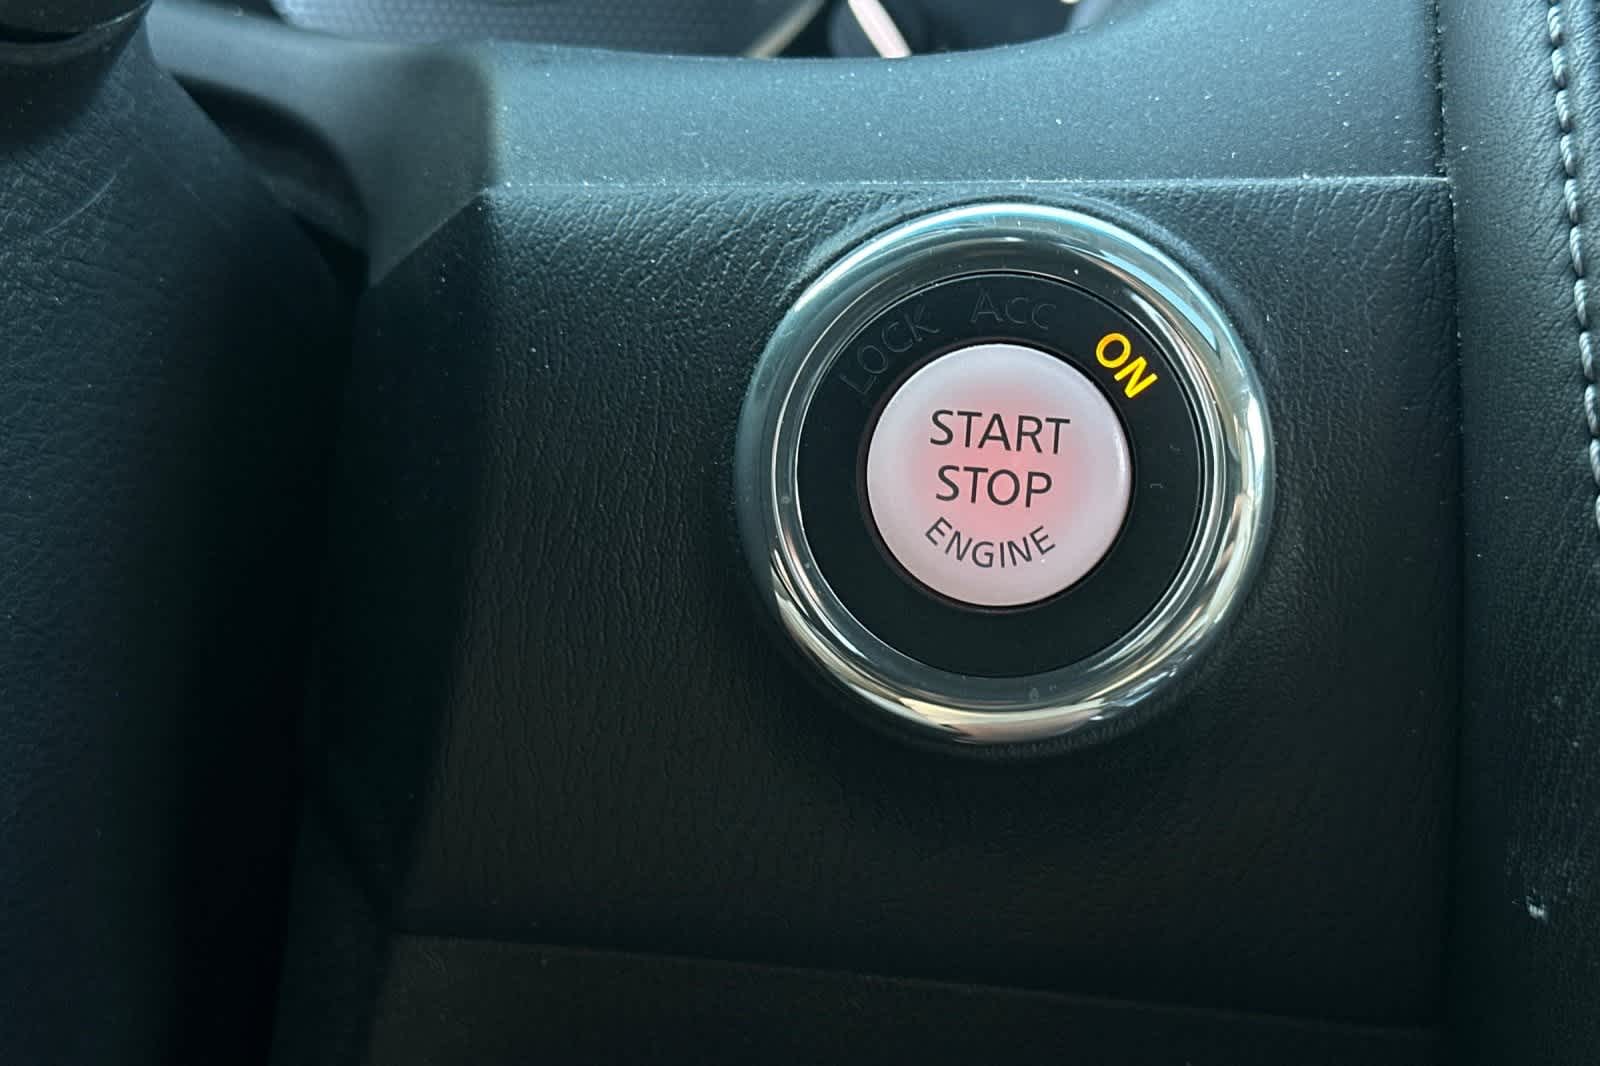 LOCK ACC ON
START
STOP
ENGINE